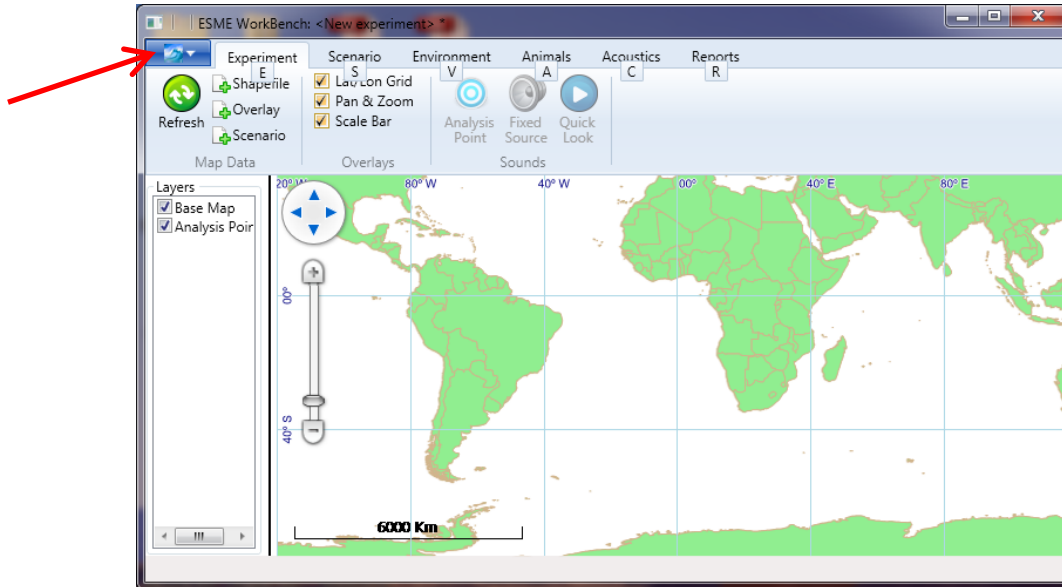 ESME WorkBench: <New experiment> *
Experiment Scenario Environment Animals Acoustics Reports
E S V A C R
Shapefile
Overlay
Scenario
Refresh
Map Data
Lat/Lon Grid
Pan & Zoom
Scale Bar
Overlays
Analysis Point
Fixed Source
Quick Look
Sounds
Layers
Base Map
Analysis Poir
20° W 80° W 40° W 00° 40° E 80° E
00°
40° S
6000 Km